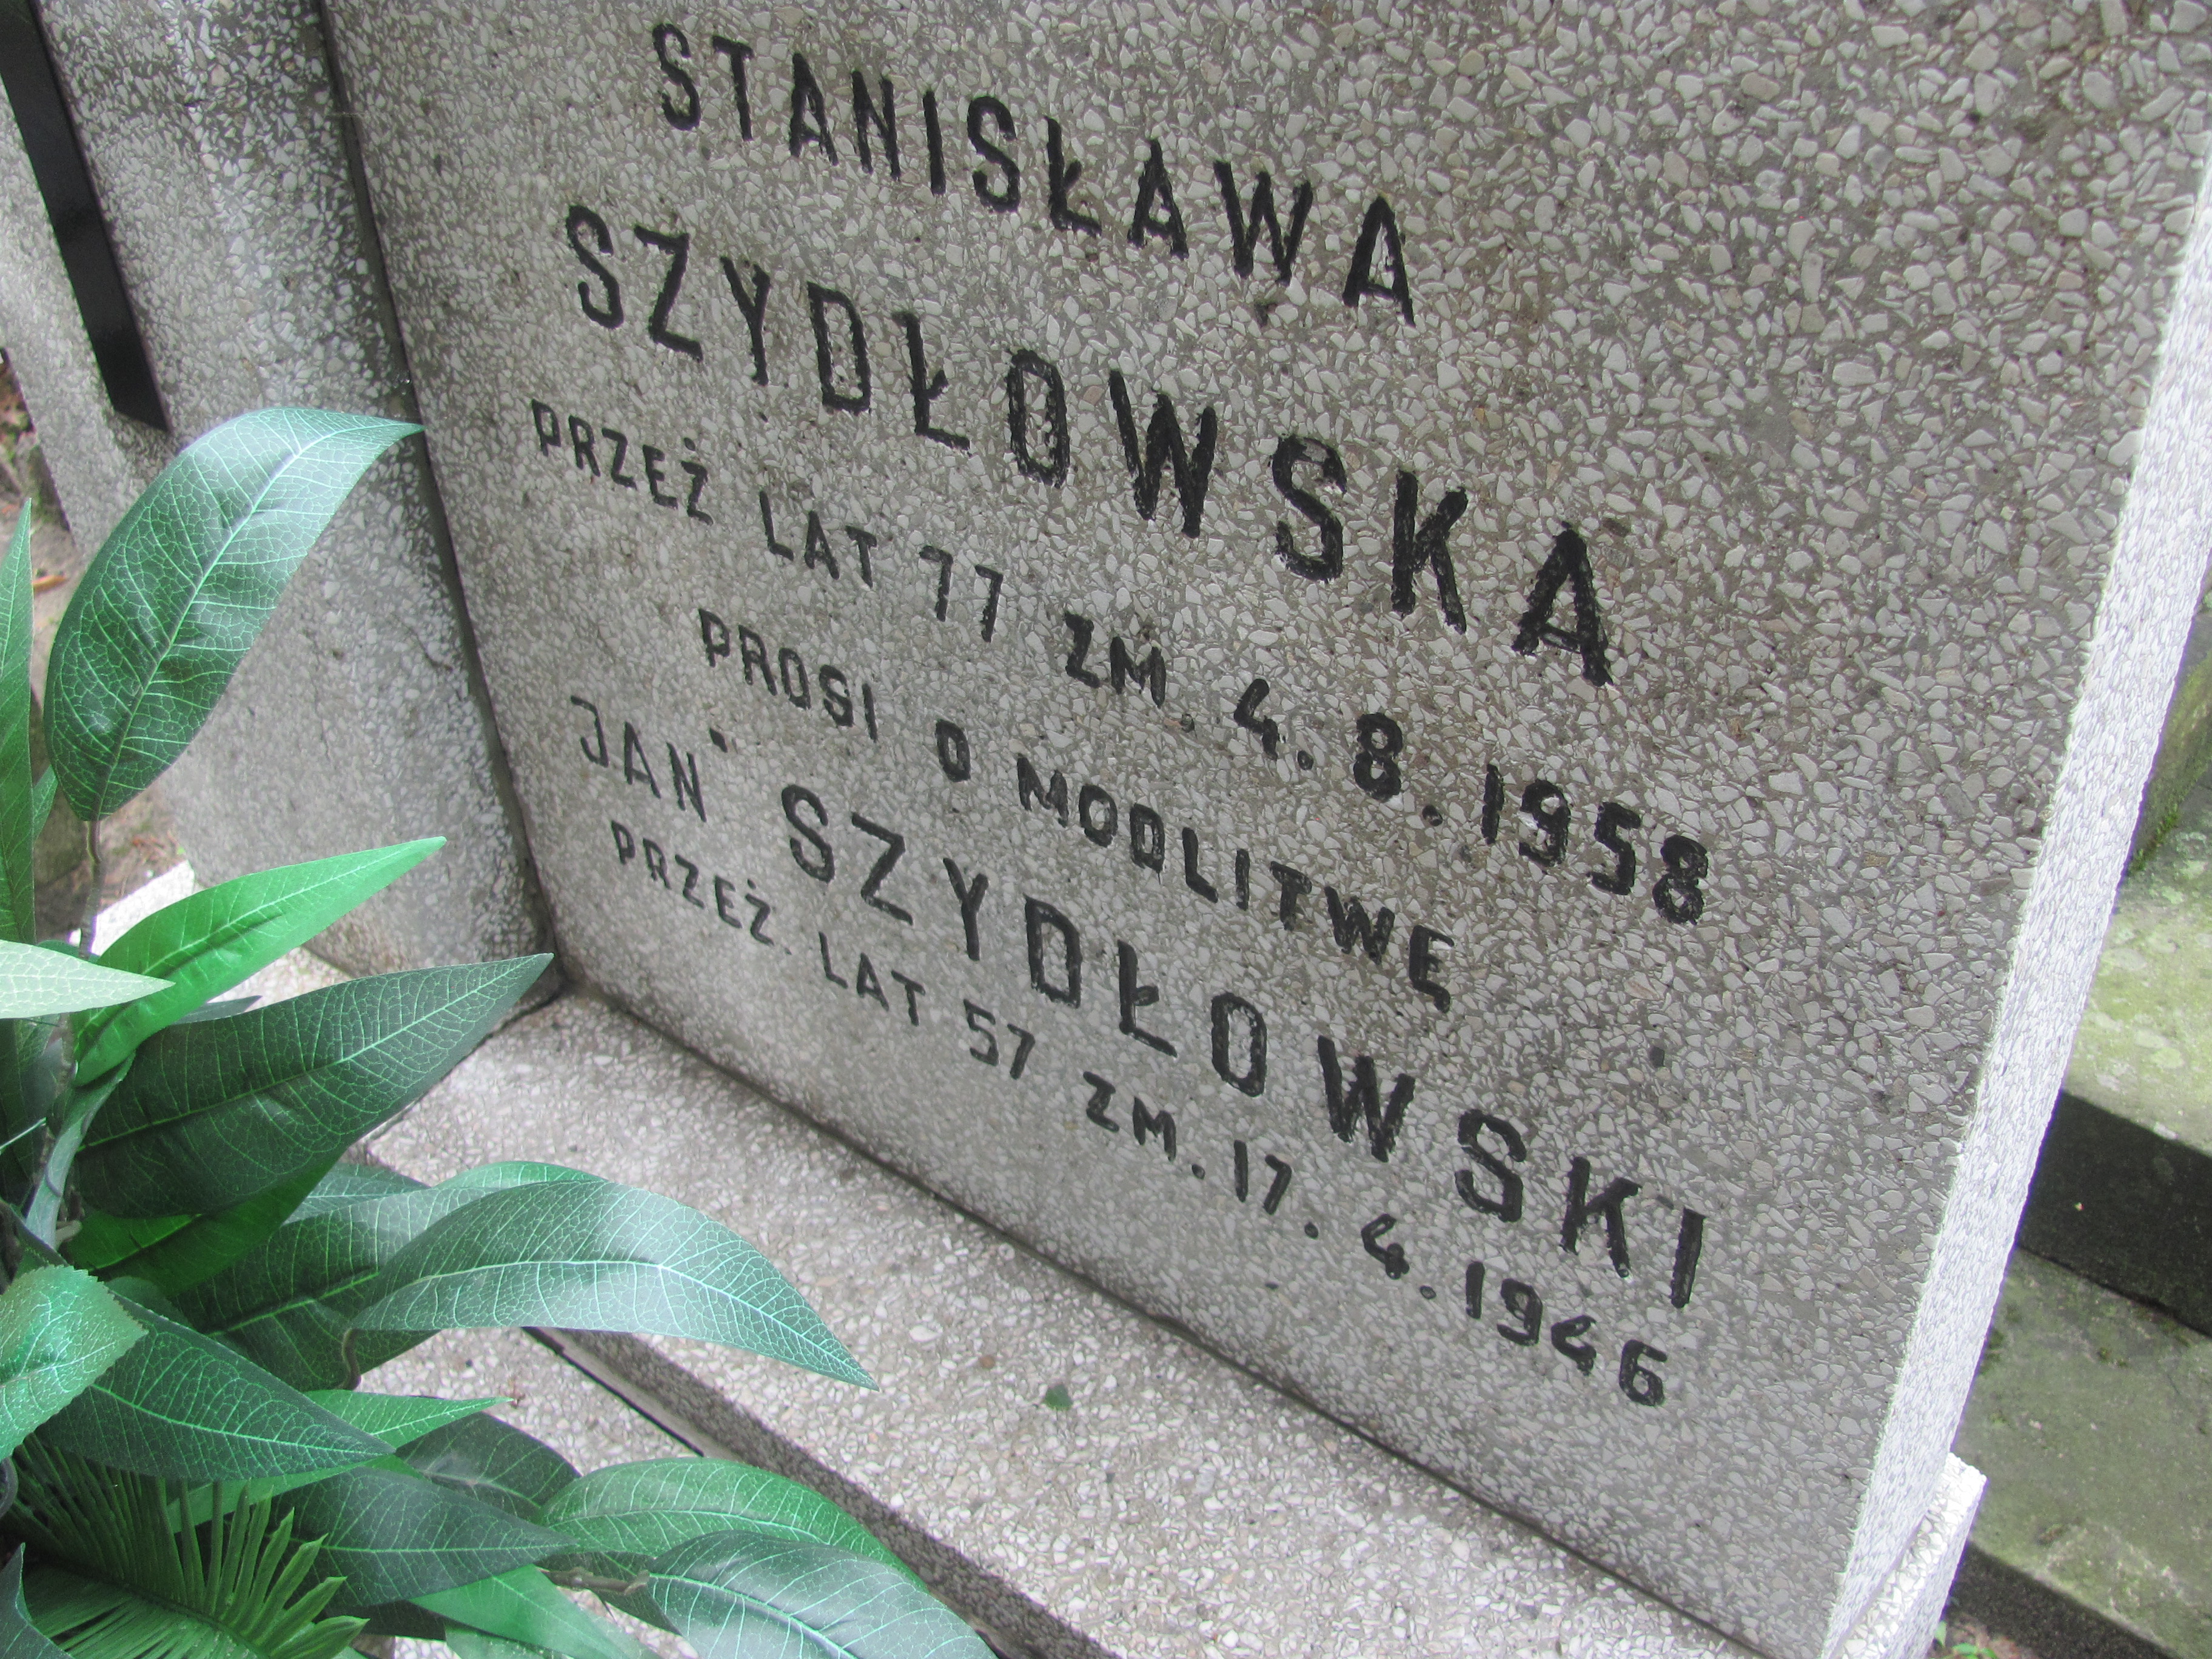 STANISŁAWA
SZYDŁOWSKA
PRZEŻ LAT 77 ZM. 4.8.1958
PROSI O MODLITWĘ
JAN SZYDŁOWSKI
PRZEŻ. LAT 57 ZM. 17.4.1946